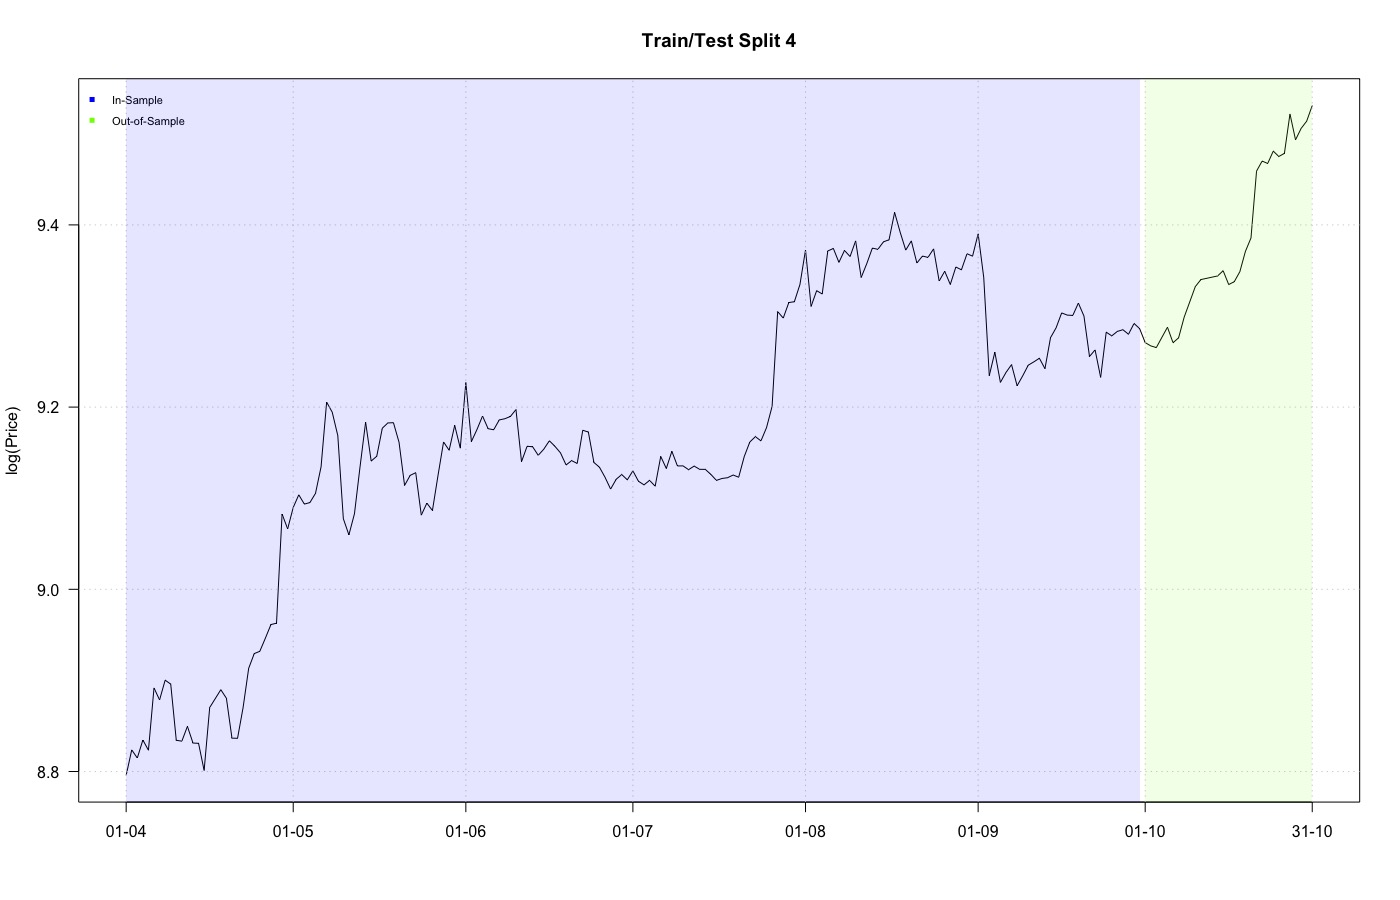 Train/Test Split 4
In-Sample
Out-of-Sample
log(Price)
9.4
9.2
9.0
8.8
01-04 01-05 01-06 01-07 01-08 01-09 01-10 31-10